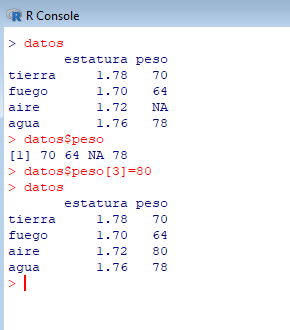 R Console
> datos
       estatura peso
tierra     1.78   70
fuego      1.70   64
aire       1.72   NA
agua       1.76   78
> datos$peso
[1] 70 64 NA 78
> datos$peso[3]=80
> datos
       estatura peso
tierra     1.78   70
fuego      1.70   64
aire       1.72   80
agua       1.76   78
>